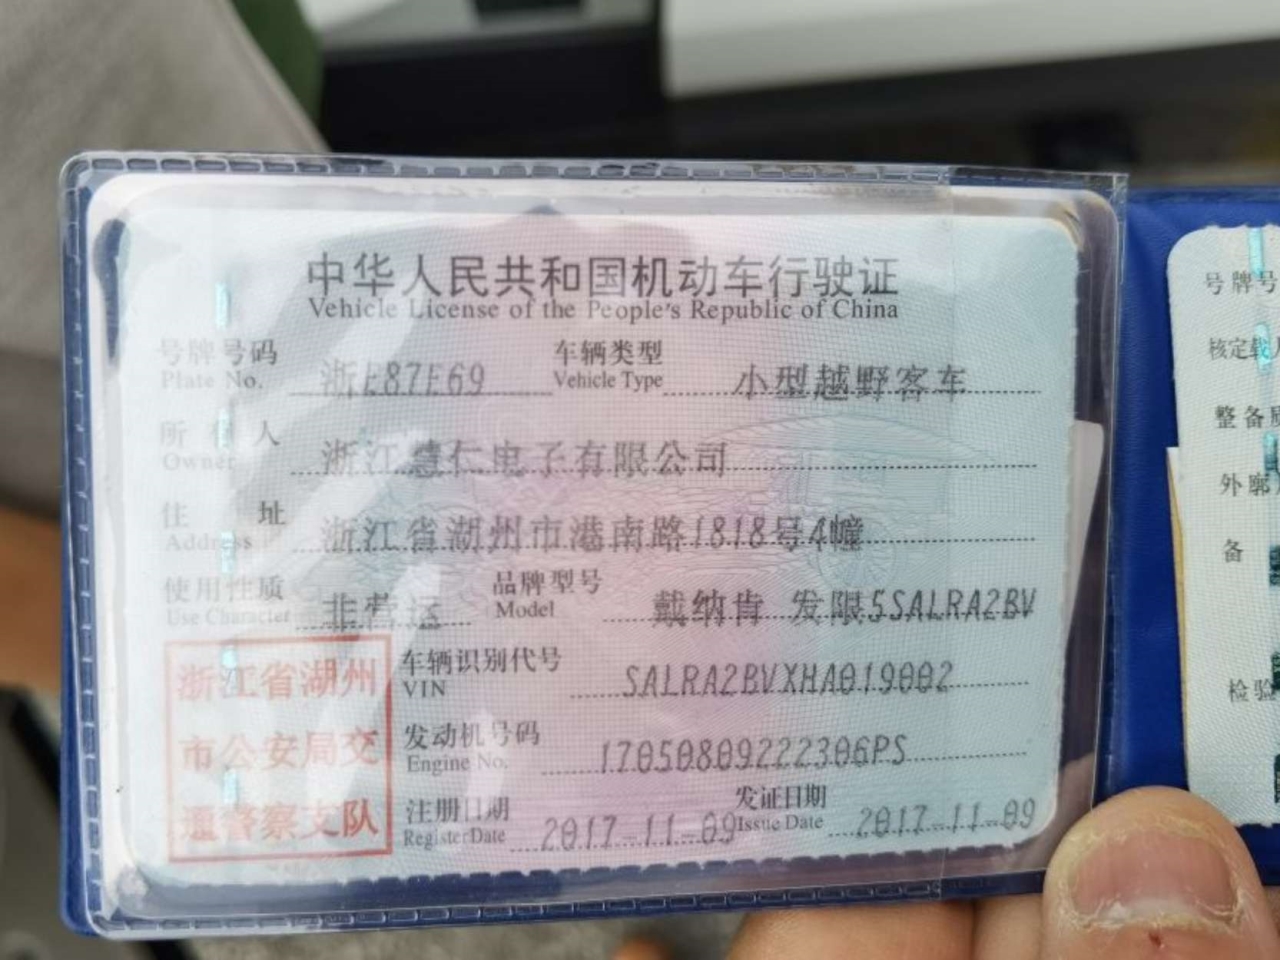 中华人民共和国机动车行驶证
Vehicle License of the People's Republic of China
号牌号码 浙E87E69 车辆类型 小型越野客车
Plate No. Vehicle Type
所有人 浙江慧仁电子有限公司
Owner
住址 浙江省湖州市港南路1818号4幢
Address
使用性质 非营运 品牌型号 戴纳肯 发限5SALRA2BV
Use Character Model
浙江省湖州
市公安局交
通警察支队
车辆识别代号 SALRA2BVXHA019002
VIN
发动机号码 17050809222306PS
Engine No.
注册日期 2017-11-09 发证日期 2017-11-09
Register Date Issue Date
号牌号
核定载人
整备质
外廓
备
检验